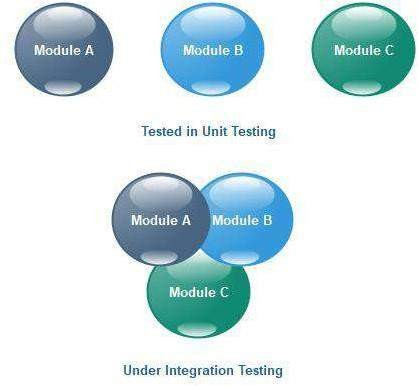 Module A Module B Module C
Tested in Unit Testing
Module A Module B
Module C
Under Integration Testing